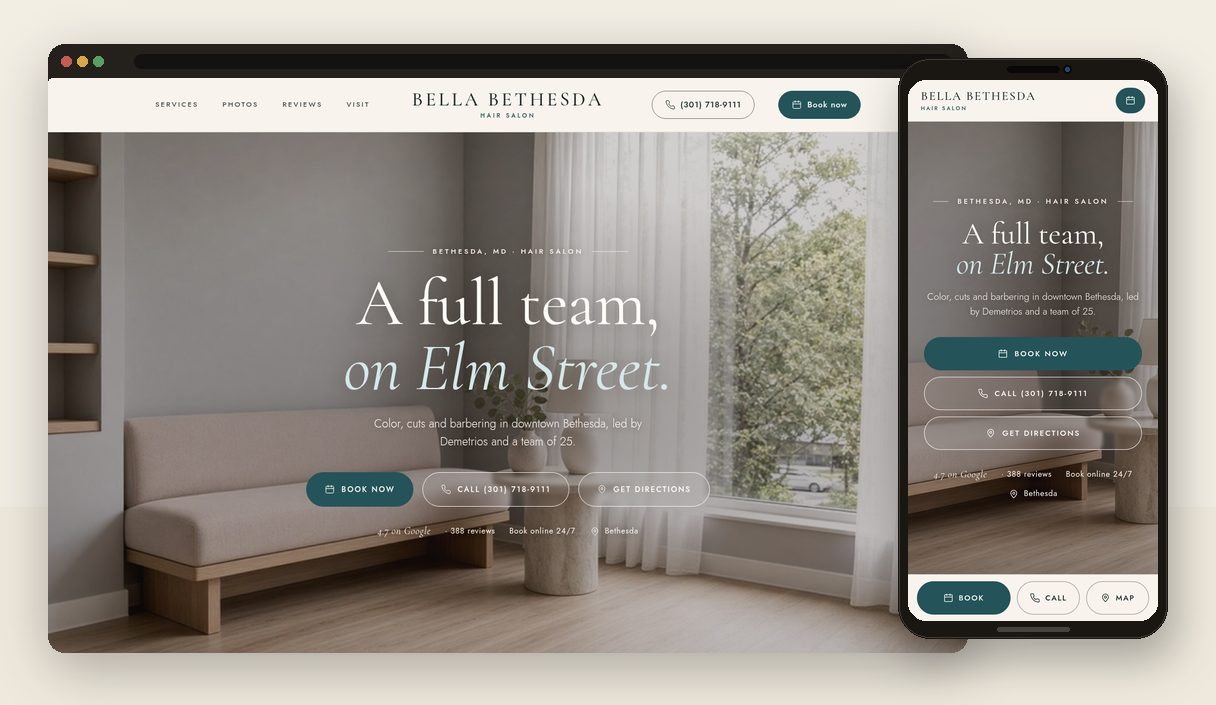 SERVICES PHOTOS REVIEWS VISIT
BELLA BETHESDA
HAIR SALON
(301) 718-9111
Book now
BETHESDA, MD · HAIR SALON
A full team,
on Elm Street.
Color, cuts and barbering in downtown Bethesda, led by
Demetrios and a team of 25.
BOOK NOW
CALL (301) 718-9111
GET DIRECTIONS
4.7 on Google · 388 reviews Book online 24/7 Bethesda
BELLA BETHESDA
HAIR SALON
BETHESDA, MD · HAIR SALON
A full team,
on Elm Street.
Color, cuts and barbering in downtown Bethesda, led
by Demetrios and a team of 25.
BOOK NOW
CALL (301) 718-9111
GET DIRECTIONS
4.7 on Google · 388 reviews Book online 24/7
Bethesda
BOOK
CALL
MAP